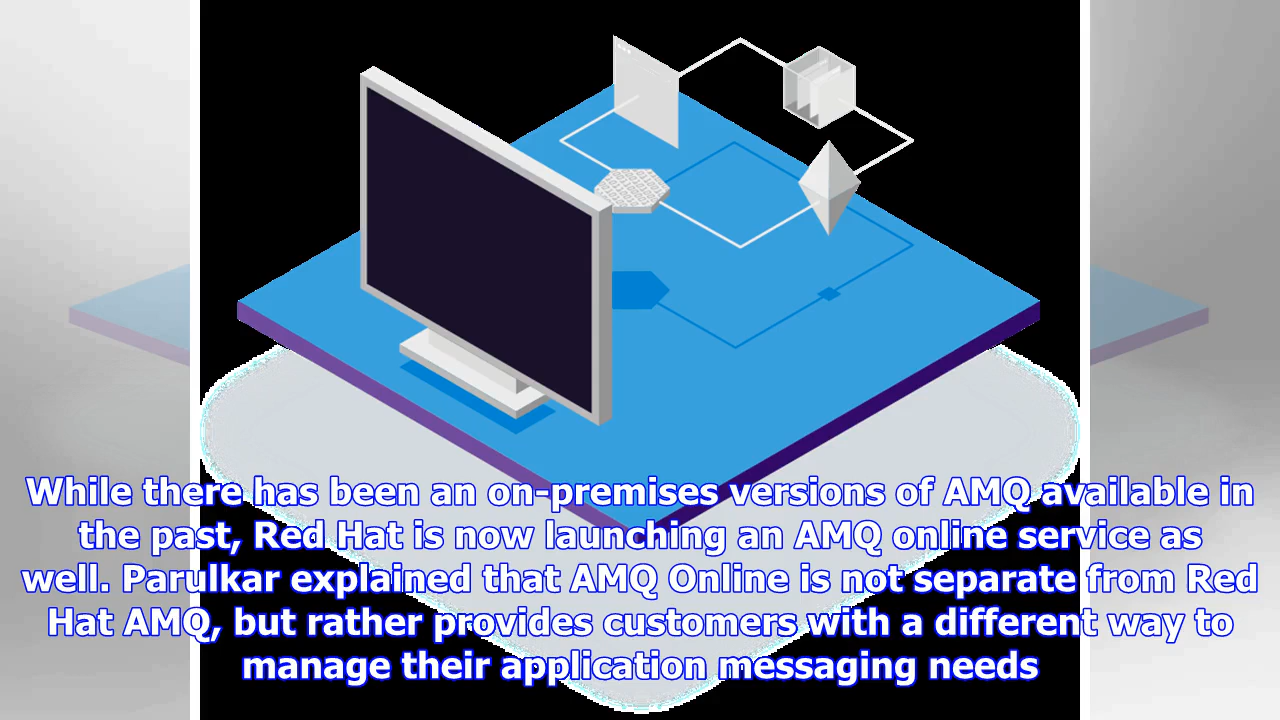 While there has been an on-premises versions of AMQ available in
the past, Red Hat is now launching an AMQ online service as
well. Parulkar explained that AMQ Online is not separate from Red
Hat AMQ, but rather provides customers with a different way to
manage their application messaging needs